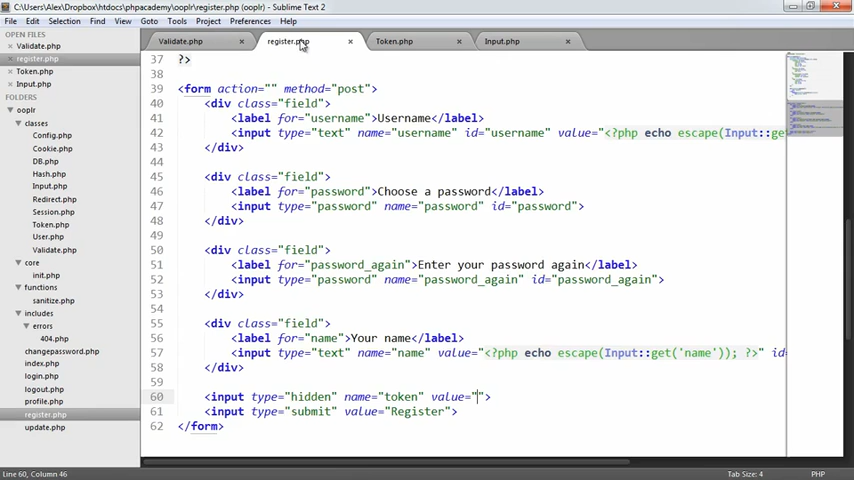 C:\Users\Alex\Dropbox\htdocs\phpacademy\ooplr\register.php (ooplr) - Sublime Text 2
File Edit Selection Find View Goto Tools Project Preferences Help
Validate.php
register.php
Token.php
Input.php
FOLDERS
ooplr
classes
Config.php
Cookie.php
DB.php
Hash.php
Input.php
Redirect.php
Session.php
Token.php
User.php
Validate.php
core
init.php
functions
sanitize.php
includes
errors
404.php
changepassword.php
index.php
login.php
logout.php
profile.php
register.php
update.php
Validate.php × register.php × Token.php × Input.php ×
37 ?>
38
39 <form action="" method="post">
40 <div class="field">
41 <label for="username">Username</label>
42 <input type="text" name="username" id="username" value="<?php echo escape(Input::ge
43 </div>
44
45 <div class="field">
46 <label for="password">Choose a password</label>
47 <input type="password" name="password" id="password">
48 </div>
49
50 <div class="field">
51 <label for="password_again">Enter your password again</label>
52 <input type="password" name="password_again" id="password_again">
53 </div>
54
55 <div class="field">
56 <label for="name">Your name</label>
57 <input type="text" name="name" value="<?php echo escape(Input::get('name')); ?>" id=
58 </div>
59
60 <input type="hidden" name="token" value="">
61 <input type="submit" value="Register">
62 </form>
Line 60, Column 46
Tab Size: 4
PHP